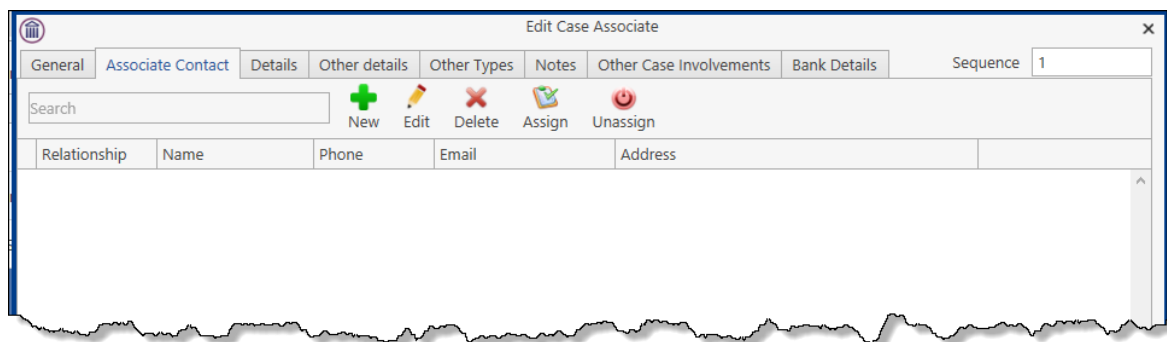 Edit Case Associate
General Associate Contact Details Other details Other Types Notes Other Case Involvements Bank Details Sequence 1
Search New Edit Delete Assign Unassign
Relationship Name Phone Email Address